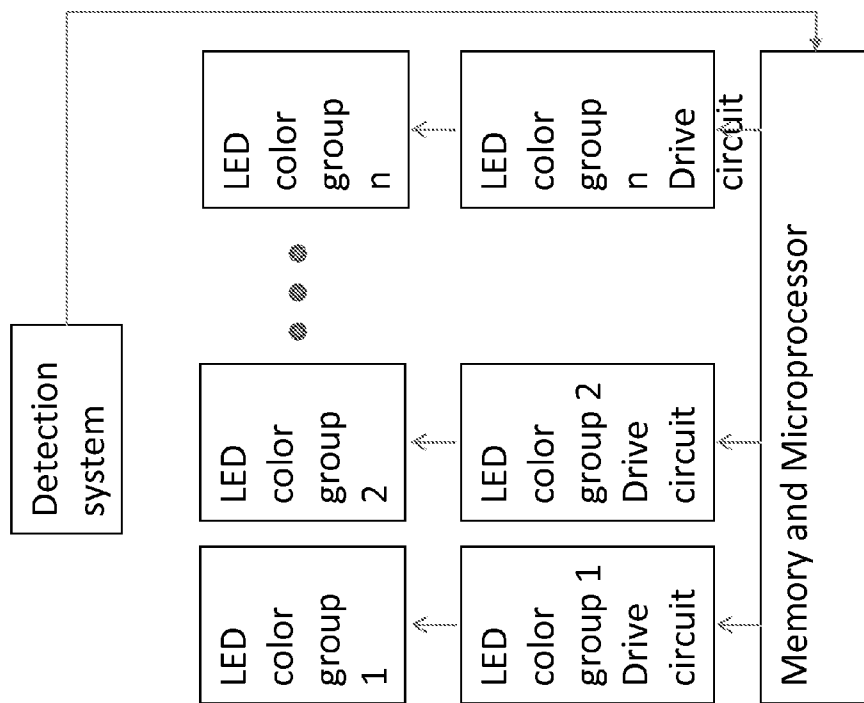 Detection
system
LED
color
group
1
LED
color
group
2
LED
color
group
n
LED
color
group 1
Drive
circuit
LED
color
group 2
Drive
circuit
LED
color
group
n Drive
circuit
Memory and Microprocessor